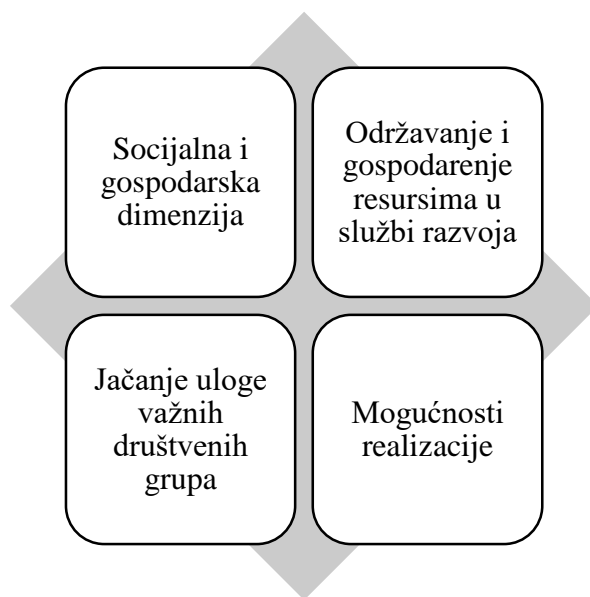 Socijalna i
gospodarska
dimenzija
Održavanje i
gospodarenje
resursima u
službi razvoja
Jačanje uloge
važnih
društvenih
grupa
Mogućnosti
realizacije